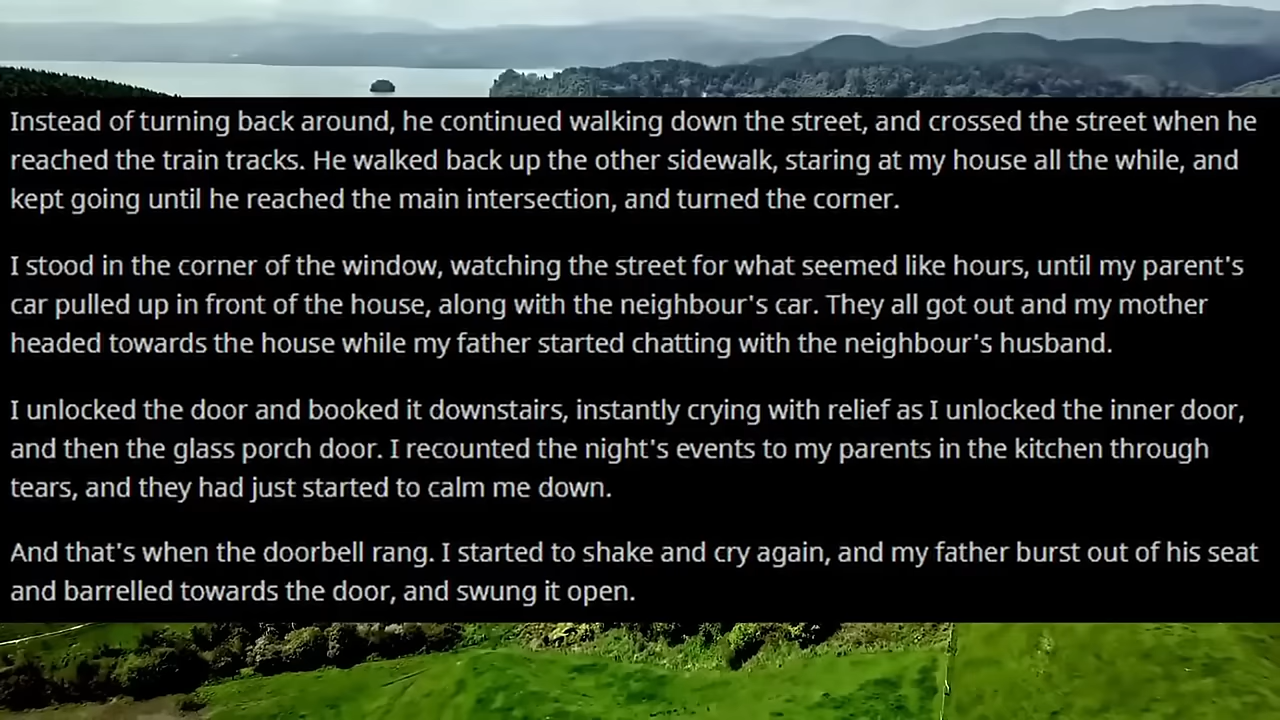 Instead of turning back around, he continued walking down the street, and crossed the street when he
reached the train tracks. He walked back up the other sidewalk, staring at my house all the while, and
kept going until he reached the main intersection, and turned the corner.
I stood in the corner of the window, watching the street for what seemed like hours, until my parent's
car pulled up in front of the house, along with the neighbour's car. They all got out and my mother
headed towards the house while my father started chatting with the neighbour's husband.
I unlocked the door and booked it downstairs, instantly crying with relief as I unlocked the inner door,
and then the glass porch door. I recounted the night's events to my parents in the kitchen through
tears, and they had just started to calm me down.
And that's when the doorbell rang. I started to shake and cry again, and my father burst out of his seat
and barrelled towards the door, and swung it open.